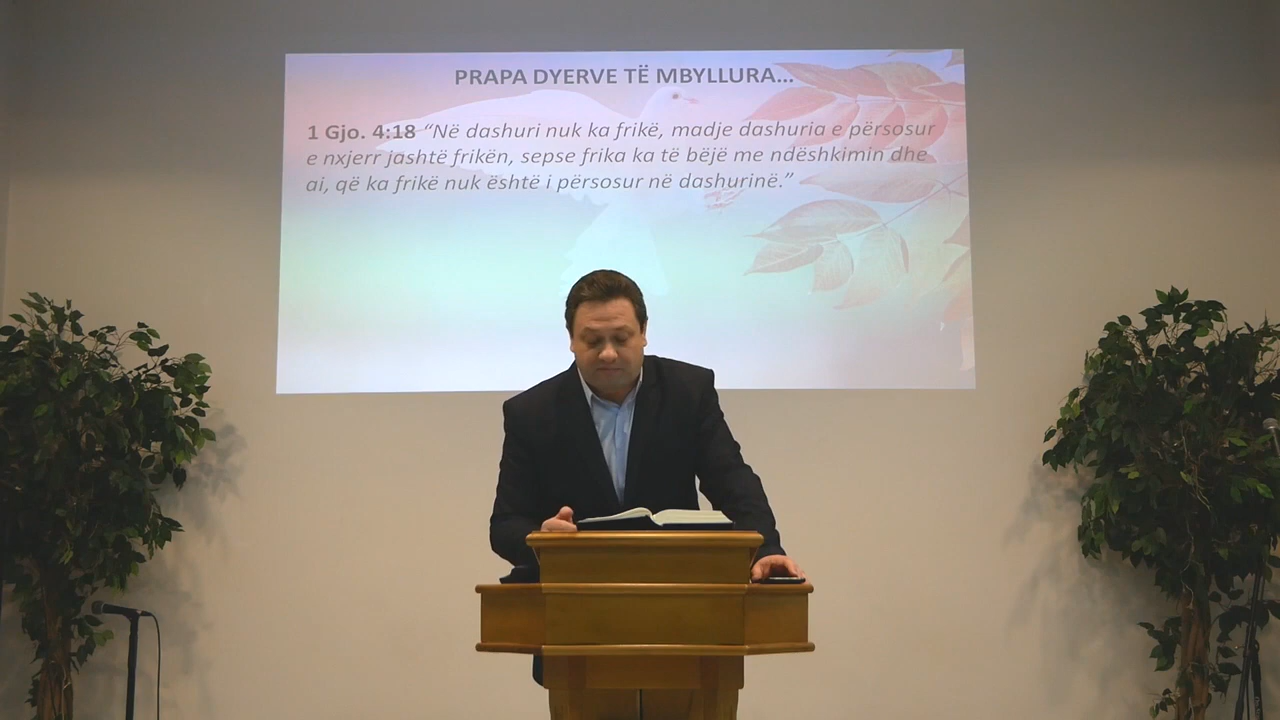 PRAPA DYERVE TË MBYLLURA...
1 Gjo. 4:18 “Në dashuri nuk ka frikë, madje dashuria e përsosur
e nxjerr jashtë frikën, sepse frika ka të bëjë me ndëshkimin dhe
ai, që ka frikë nuk është i përsosur në dashurinë.”